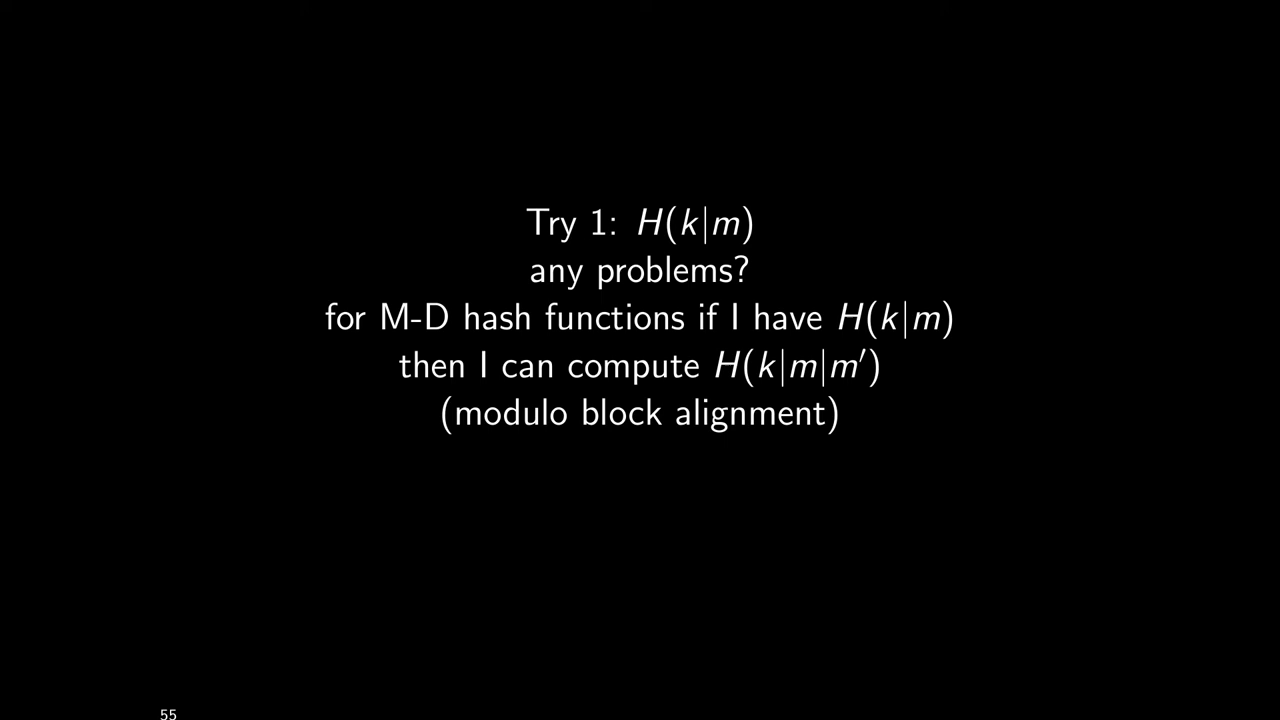 Try 1: H(k|m)
any problems?
for M-D hash functions if I have H(k|m)
then I can compute H(k|m|m′)
(modulo block alignment)
55